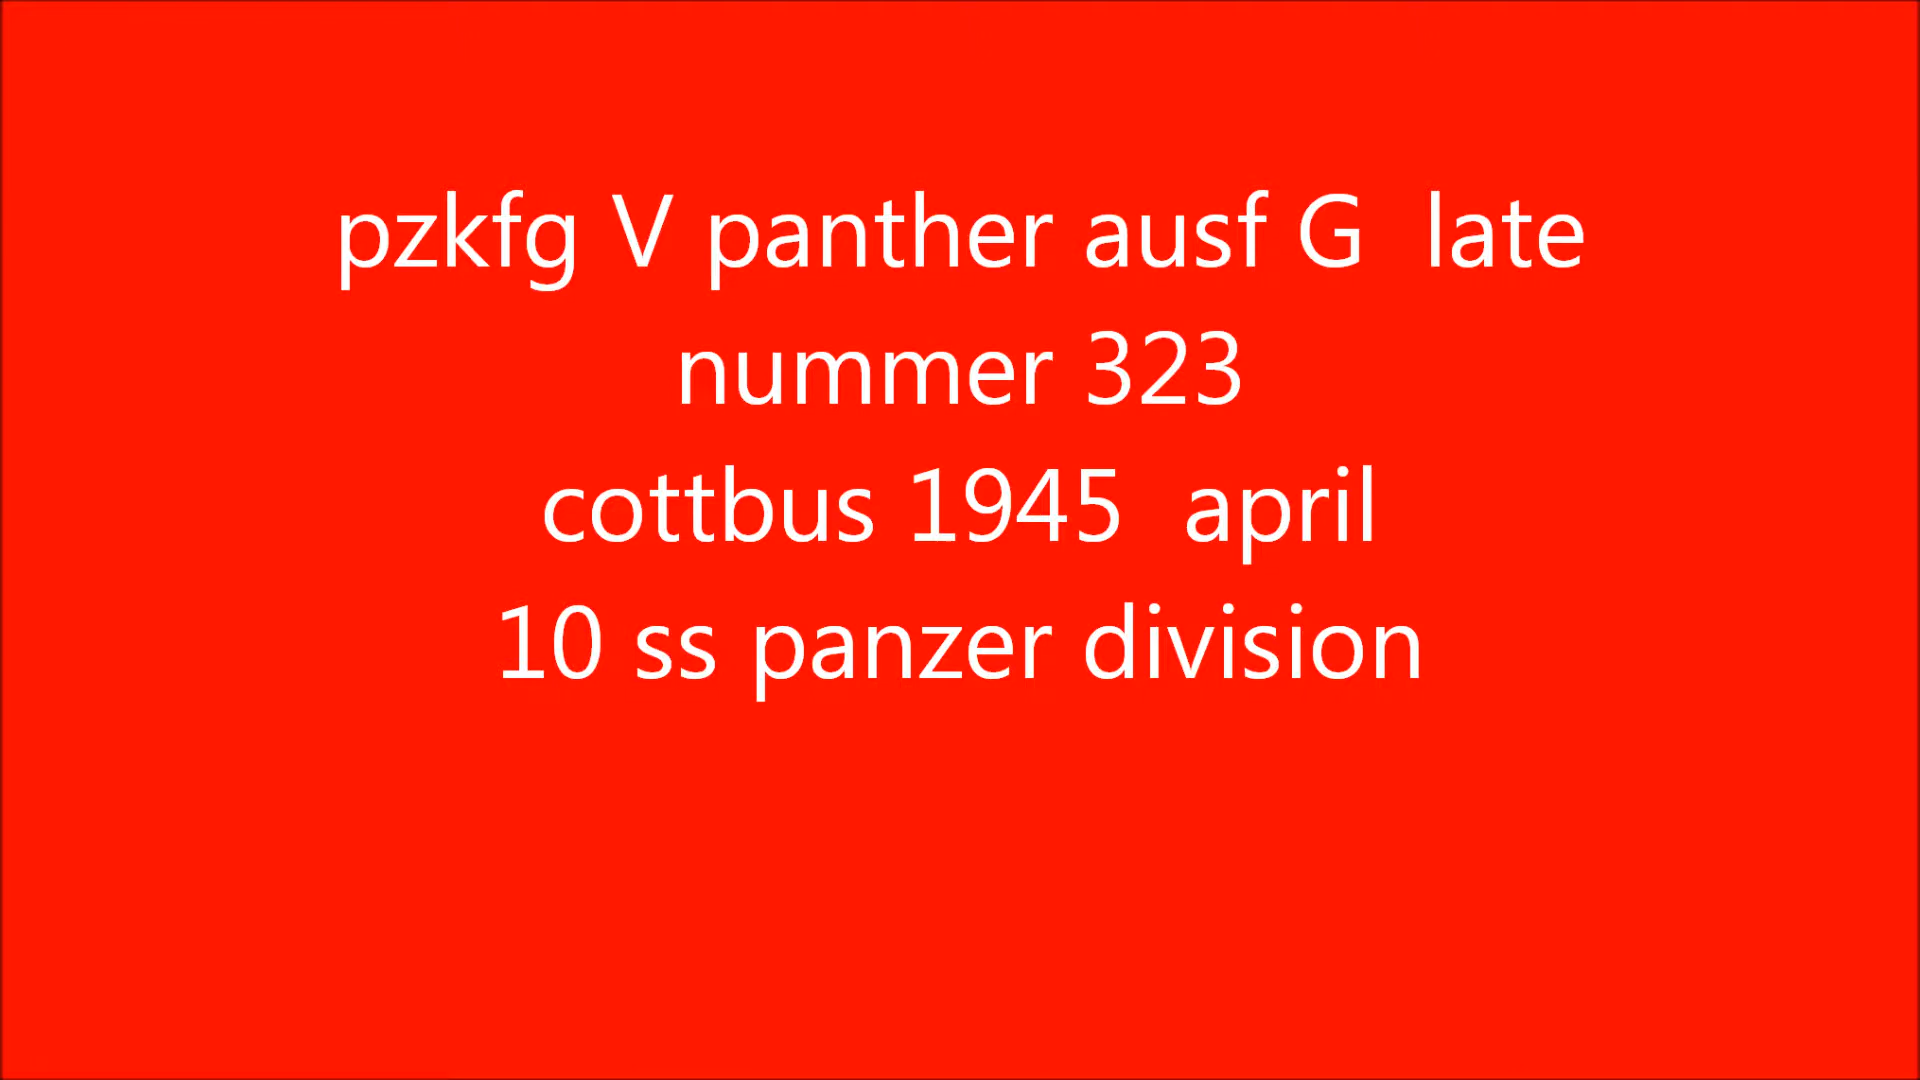 pzkfg V panther ausf G  late
nummer 323
cottbus 1945  april
10 ss panzer division